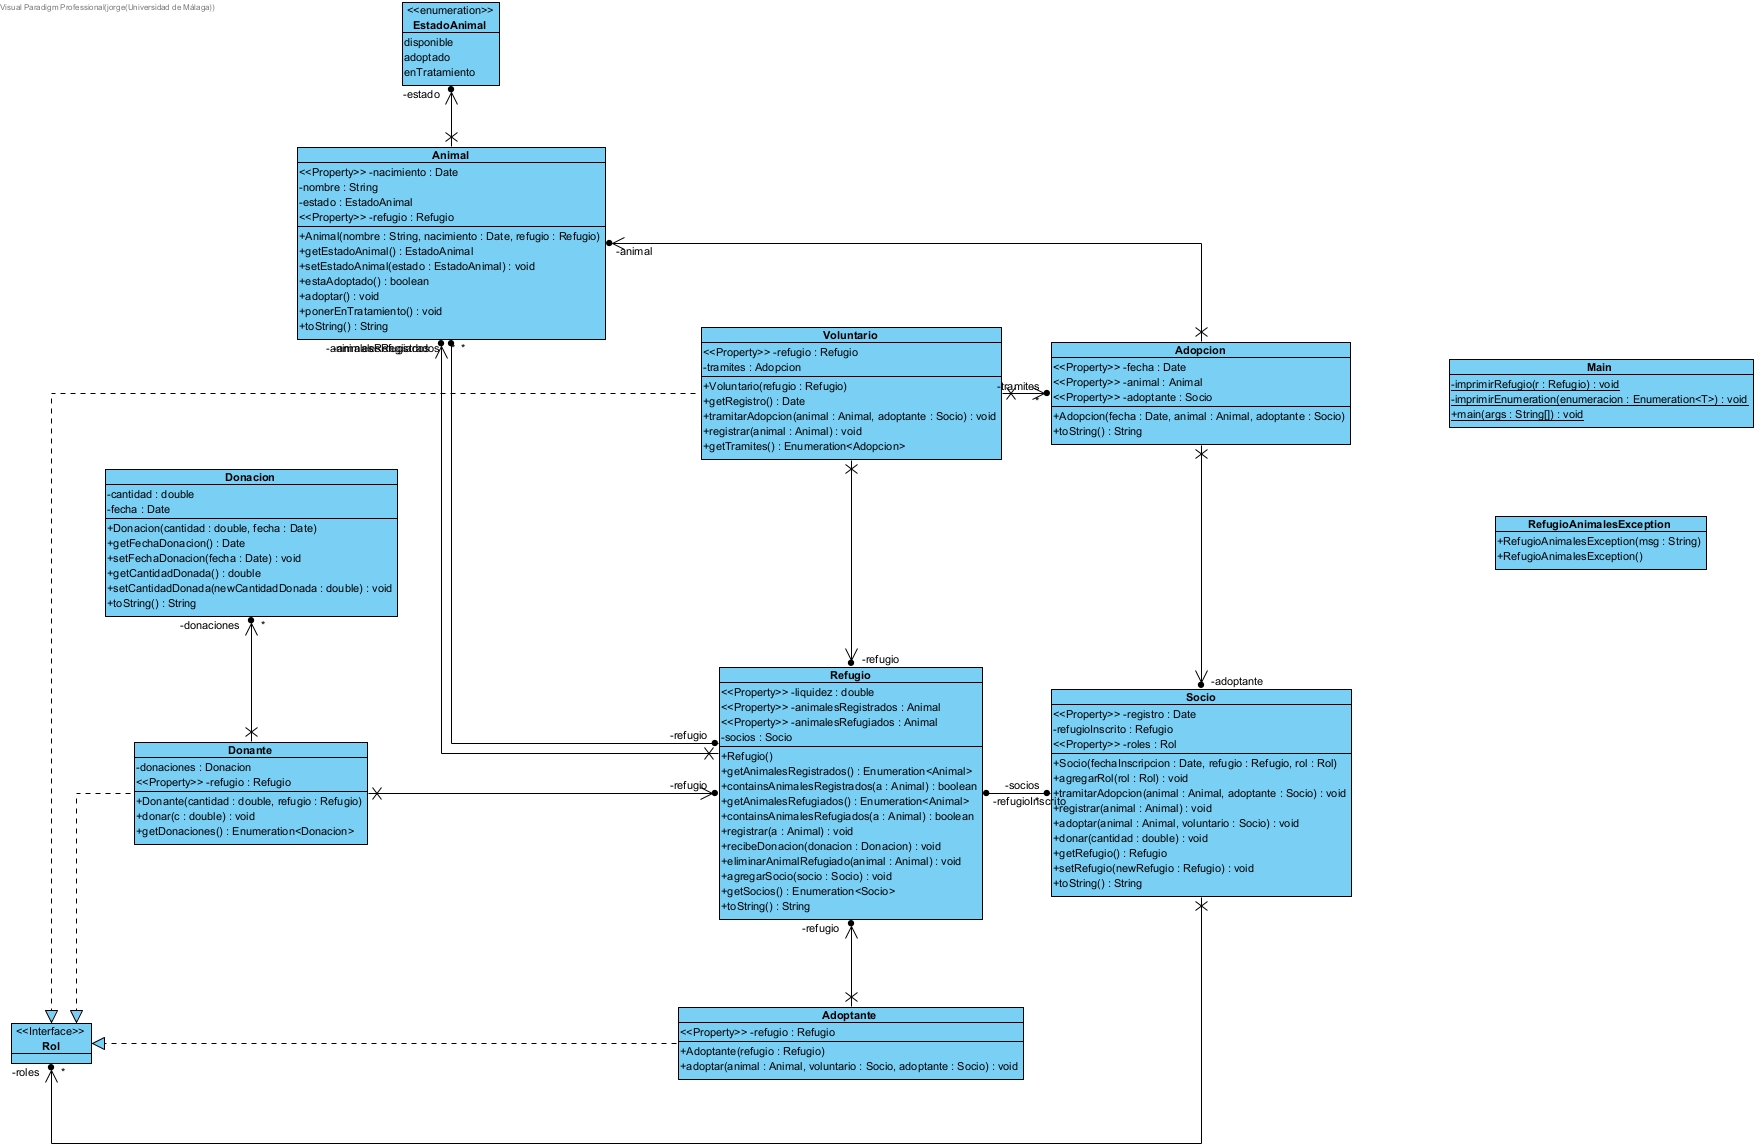 Visual Paradigm Professional(jorge(Universidad de Málaga))
<<enumeration>>
EstadoAnimal
disponible
adoptado
enTratamiento
-estado
Animal
<<Property>> -nacimiento : Date
-nombre : String
-estado : EstadoAnimal
<<Property>> -refugio : Refugio
+Animal(nombre : String, nacimiento : Date, refugio : Refugio)
+getEstadoAnimal() : EstadoAnimal
+setEstadoAnimal(estado : EstadoAnimal) : void
+estaAdoptado() : boolean
+adoptar() : void
+ponerEnTratamiento() : void
+toString() : String
*
-animal
Voluntario
<<Property>> -refugio : Refugio
-tramites : Adopcion
+Voluntario(refugio : Refugio)
+getRegistro() : Date
+tramitarAdopcion(animal : Animal, adoptante : Socio) : void
+registrar(animal : Animal) : void
+getTramites() : Enumeration<Adopcion>
-tramites
*
Adopcion
<<Property>> -fecha : Date
<<Property>> -animal : Animal
<<Property>> -adoptante : Socio
+Adopcion(fecha : Date, animal : Animal, adoptante : Socio)
+toString() : String
Main
-imprimirRefugio(r : Refugio) : void
-imprimirEnumeration(enumeracion : Enumeration<T>) : void
+main(args : String[]) : void
Donacion
-cantidad : double
-fecha : Date
+Donacion(cantidad : double, fecha : Date)
+getFechaDonacion() : Date
+setFechaDonacion(fecha : Date) : void
+getCantidadDonada() : double
+setCantidadDonada(newCantidadDonada : double) : void
+toString() : String
-donaciones
*
RefugioAnimalesException
+RefugioAnimalesException(msg : String)
+RefugioAnimalesException()
-refugio
Refugio
<<Property>> -liquidez : double
<<Property>> -animalesRegistrados : Animal
<<Property>> -animalesRefugiados : Animal
-socios : Socio
+Refugio()
+getAnimalesRegistrados() : Enumeration<Animal>
+containsAnimalesRegistrados(a : Animal) : boolean
+getAnimalesRefugiados() : Enumeration<Animal>
+containsAnimalesRefugiados(a : Animal) : boolean
+registrar(a : Animal) : void
+recibeDonacion(donacion : Donacion) : void
+eliminarAnimalRefugiado(animal : Animal) : void
+agregarSocio(socio : Socio) : void
+getSocios() : Enumeration<Socio>
+toString() : String
-refugio
-refugio
-socios
-refugioInscrito
-adoptante
Socio
<<Property>> -registro : Date
-refugioInscrito : Refugio
<<Property>> -roles : Rol
+Socio(fechaInscripcion : Date, refugio : Refugio, rol : Rol)
+agregarRol(rol : Rol) : void
+tramitarAdopcion(animal : Animal, adoptante : Socio) : void
+registrar(animal : Animal) : void
+adoptar(animal : Animal, voluntario : Socio) : void
+donar(cantidad : double) : void
+getRefugio() : Refugio
+setRefugio(newRefugio : Refugio) : void
+toString() : String
Donante
-donaciones : Donacion
<<Property>> -refugio : Refugio
+Donante(cantidad : double, refugio : Refugio)
+donar(c : double) : void
+getDonaciones() : Enumeration<Donacion>
-refugio
Adoptante
<<Property>> -refugio : Refugio
+Adoptante(refugio : Refugio)
+adoptar(animal : Animal, voluntario : Socio, adoptante : Socio) : void
<<Interface>>
Rol
-roles
*